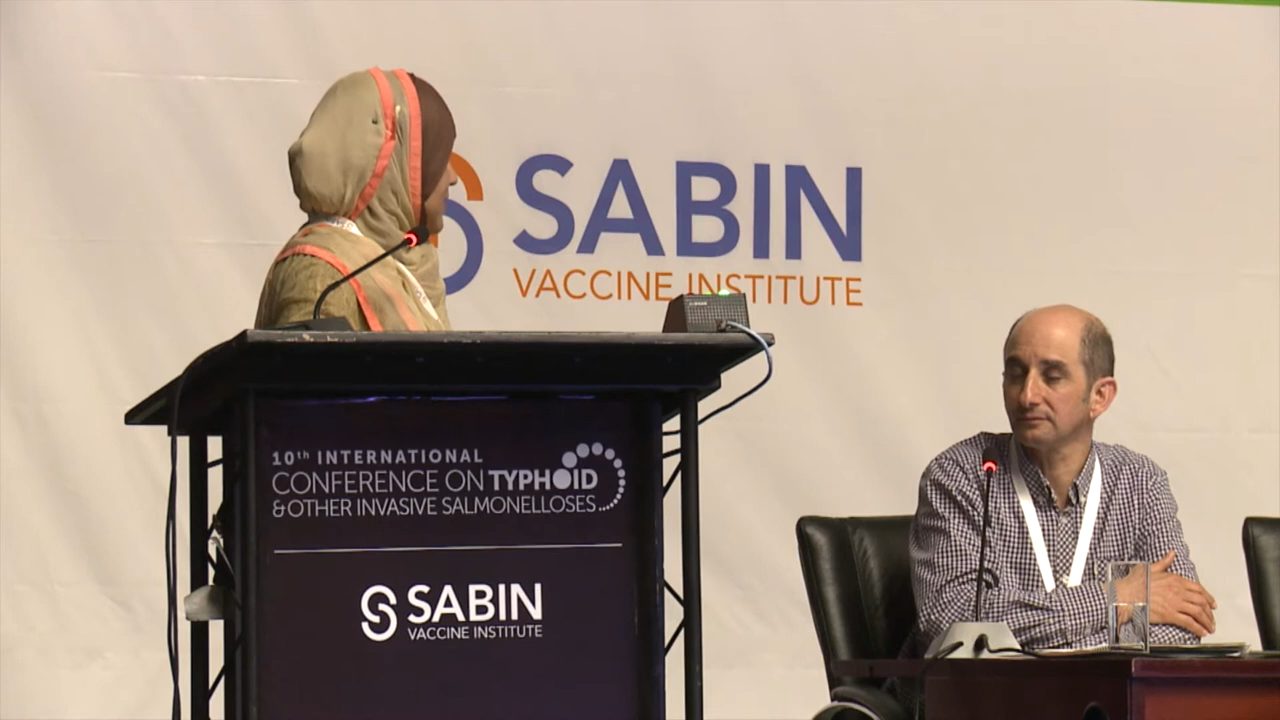 SABIN
VACCINE INSTITUTE
10th INTERNATIONAL
CONFERENCE ON TYPHOID
& OTHER INVASIVE SALMONELLOSES
SABIN
VACCINE INSTITUTE